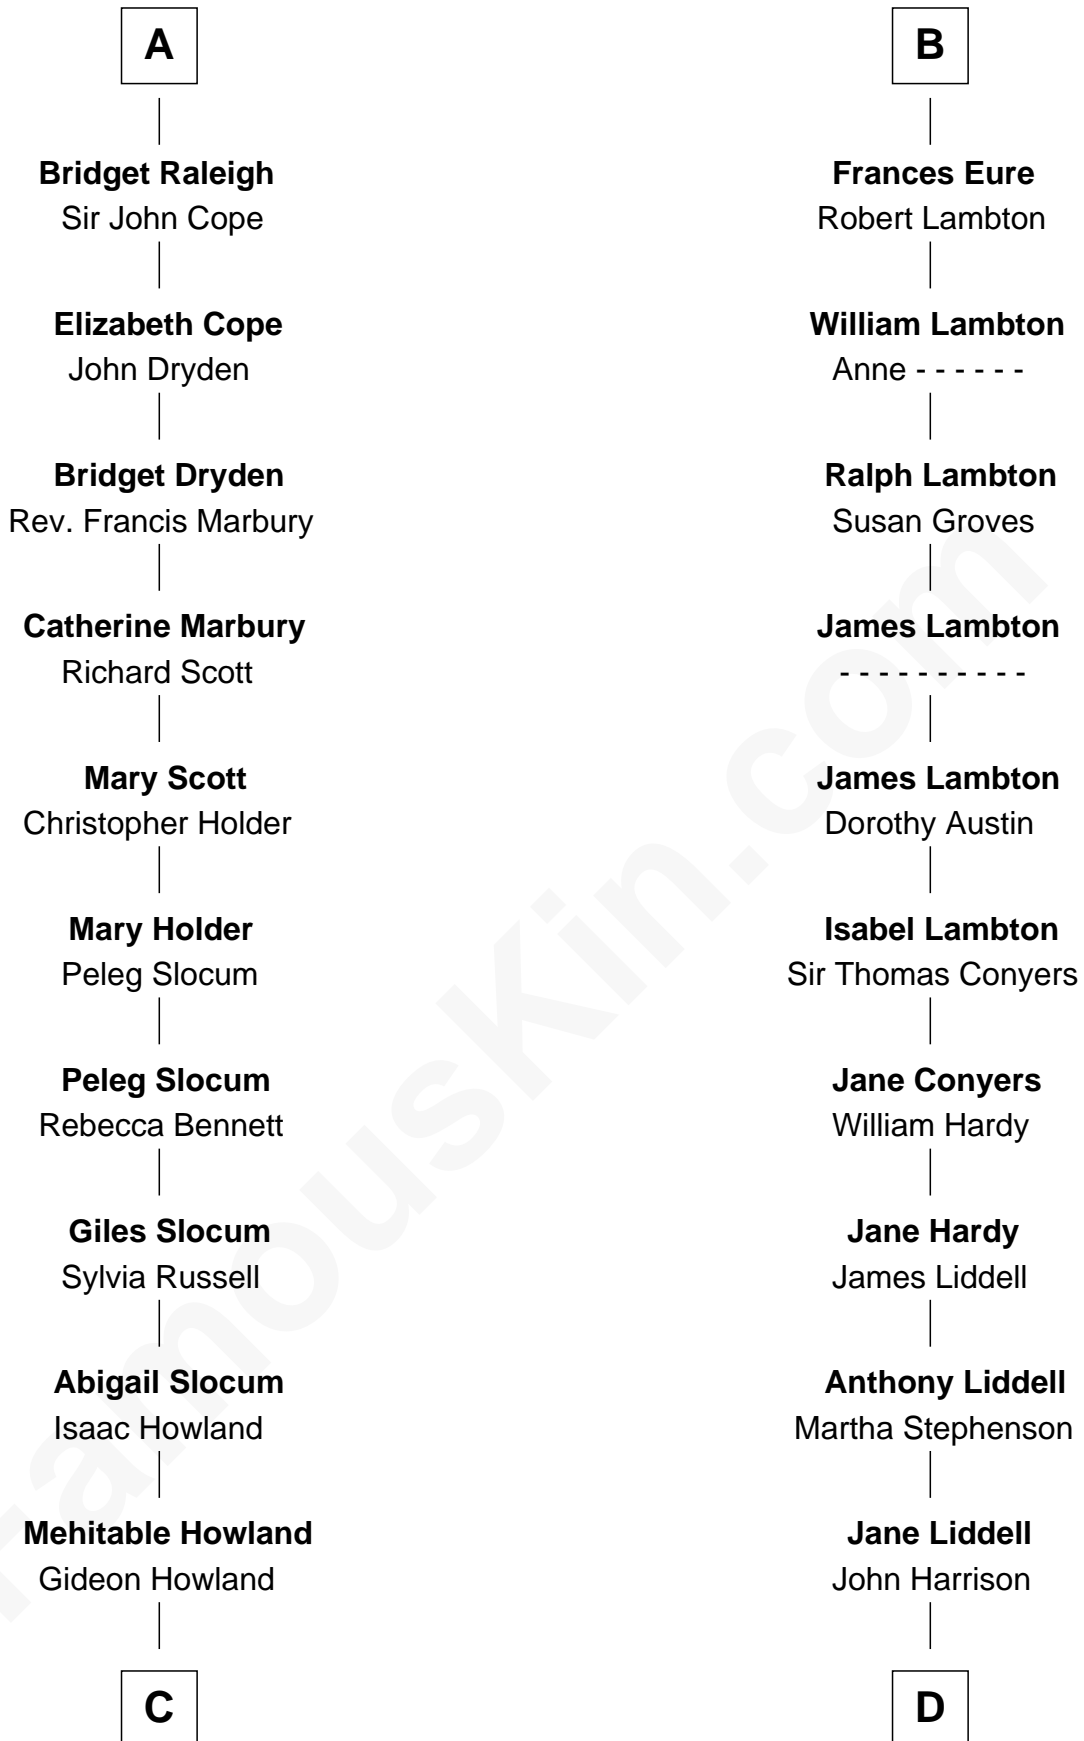 A
Bridget Raleigh
Sir John Cope
Elizabeth Cope
John Dryden
Bridget Dryden
Rev. Francis Marbury
Catherine Marbury
Richard Scott
Mary Scott
Christopher Holder
Mary Holder
Peleg Slocum
Peleg Slocum
Rebecca Bennett
Giles Slocum
Sylvia Russell
Abigail Slocum
Isaac Howland
Mehitable Howland
Gideon Howland
C
B
Frances Eure
Robert Lambton
William Lambton
Anne - - - - - -
Ralph Lambton
Susan Groves
James Lambton
- - - - - - - - - -
James Lambton
Dorothy Austin
Isabel Lambton
Sir Thomas Conyers
Jane Conyers
William Hardy
Jane Hardy
James Liddell
Anthony Liddell
Martha Stephenson
Jane Liddell
John Harrison
D
FamousKin.com